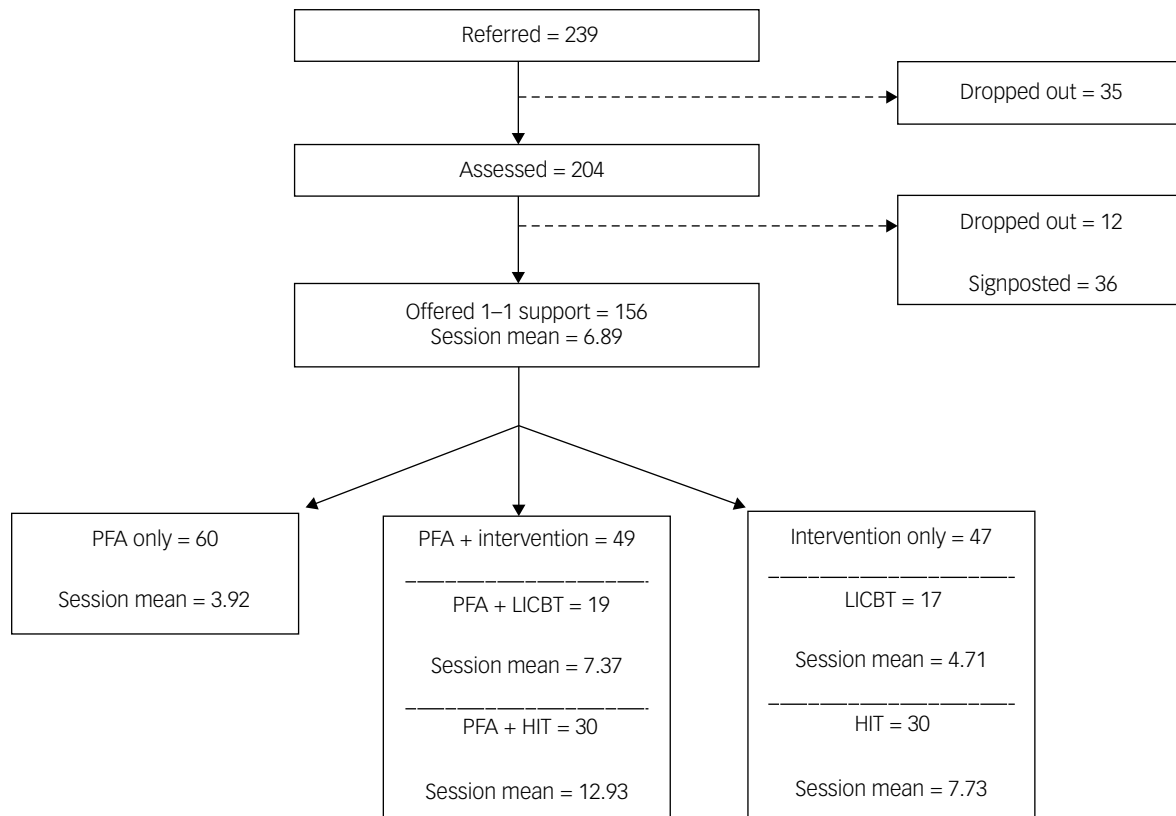 Referred = 239
Dropped out = 35
Assessed = 204
Dropped out = 12
Signposted = 36
Offered 1–1 support = 156
Session mean = 6.89
PFA only = 60
Session mean = 3.92
PFA + intervention = 49
PFA + LICBT = 19
Session mean = 7.37
PFA + HIT = 30
Session mean = 12.93
Intervention only = 47
LICBT = 17
Session mean = 4.71
HIT = 30
Session mean = 7.73